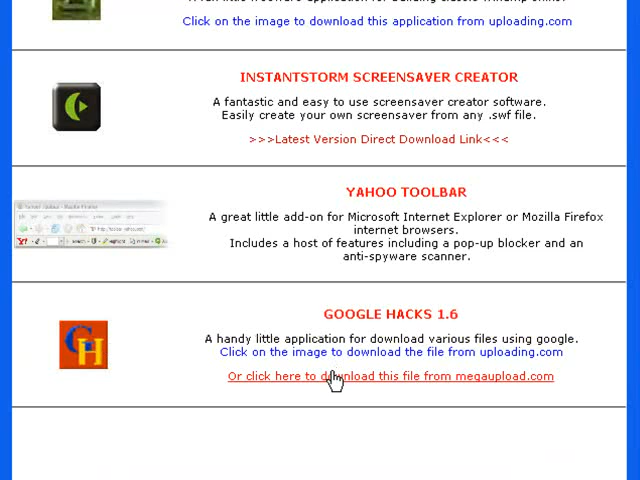 Click on the image to download this application from uploading.com
INSTANTSTORM SCREENSAVER CREATOR
A fantastic and easy to use screensaver creator software.
Easily create your own screensaver from any .swf file.
>>>Latest Version Direct Download Link<<<
YAHOO TOOLBAR
A great little add-on for Microsoft Internet Explorer or Mozilla Firefox
internet browsers.
Includes a host of features including a pop-up blocker and an
anti-spyware scanner.
GOOGLE HACKS 1.6
GH
A handy little application for download various files using google.
Click on the image to download the file from uploading.com
Or click here to download this file from megaupload.com